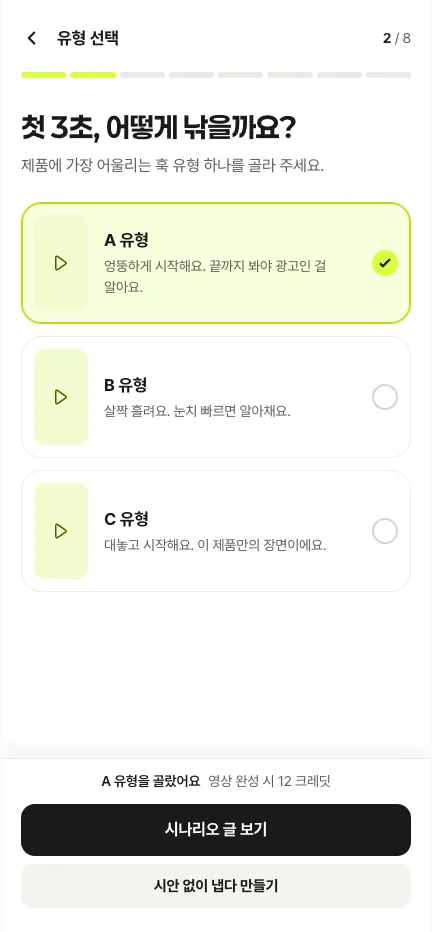 유형 선택
2 / 8
첫 3초, 어떻게 낚을까요?
제품에 가장 어울리는 훅 유형 하나를 골라 주세요.
A 유형
엉뚱하게 시작해요. 끝까지 봐야 광고인 걸
알아요.
B 유형
살짝 흘려요. 눈치 빠르면 알아채요.
C 유형
대놓고 시작해요. 이 제품만의 장면이에요.
A 유형을 골랐어요 영상 완성 시 12 크레딧
시나리오 글 보기
시안 없이 냅다 만들기